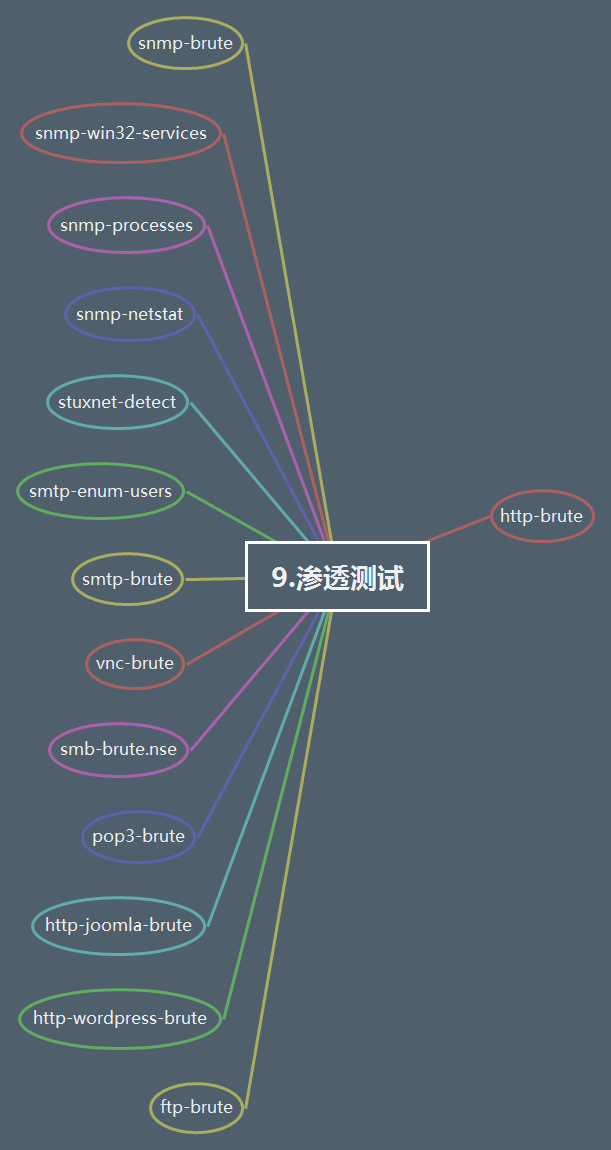 snmp-brute
snmp-win32-services
snmp-processes
snmp-netstat
stuxnet-detect
smtp-enum-users
http-brute
9.渗透测试
smtp-brute
vnc-brute
smb-brute.nse
pop3-brute
http-joomla-brute
http-wordpress-brute
ftp-brute